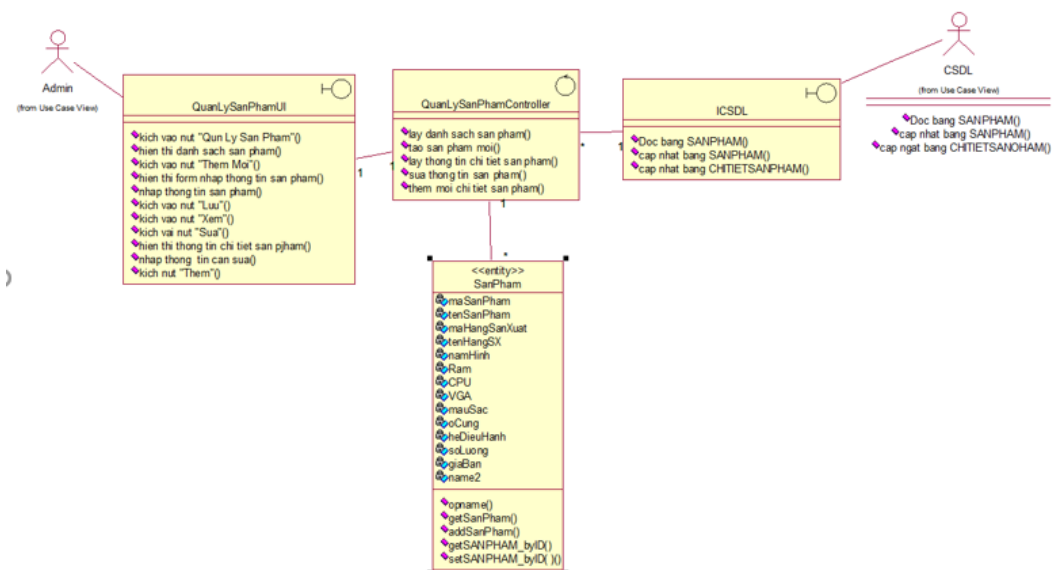 Admin
(from Use Case View)
QuanLySanPhamUI
kich vao nut "Qun Ly San Pham"()
hien thi danh sach san pham()
kich vao nut "Them Moi"()
hien thi form nhap thong tin san pham()
nhap thong tin san pham()
kich vao nut "Luu"()
kich vao nut "Xem"()
kich vai nut "Sua"()
hien thi thong tin chi tiet san pjham()
nhap thong tin can sua()
kich nut "Them"()
1
1
QuanLySanPhamController
lay danh sach san pham()
tao san pham moi()
lay thong tin chi tiet san pham()
sua thong tin san pham()
them moi chi tiet san pham()
*
1
1
*
ICSDL
Doc bang SANPHAM()
cap nhat bang SANPHAM()
cap nhat bang CHITIETSANPHAM()
CSDL
(from Use Case View)
Doc bang SANPHAM()
cap nhat bang SANPHAM()
cap ngat bang CHITIETSANOHAM()
<<entity>>
SanPham
maSanPham
tenSanPham
maHangSanXuat
tenHangSX
namHinh
Ram
CPU
VGA
mauSac
oCung
heDieuHanh
soLuong
giaBan
name2
opname()
getSanPham()
addSanPham()
getSANPHAM_byID()
setSANPHAM_byID( )()